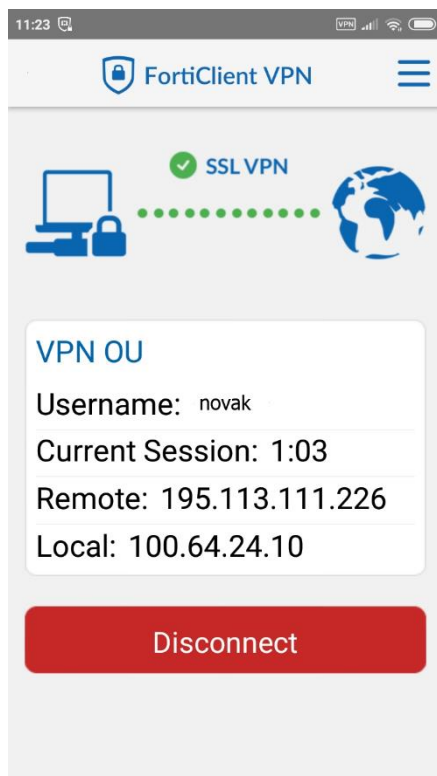 11:23
VPN
FortiClient VPN
SSL VPN
VPN OU
Username: novak
Current Session: 1:03
Remote: 195.113.111.226
Local: 100.64.24.10
Disconnect